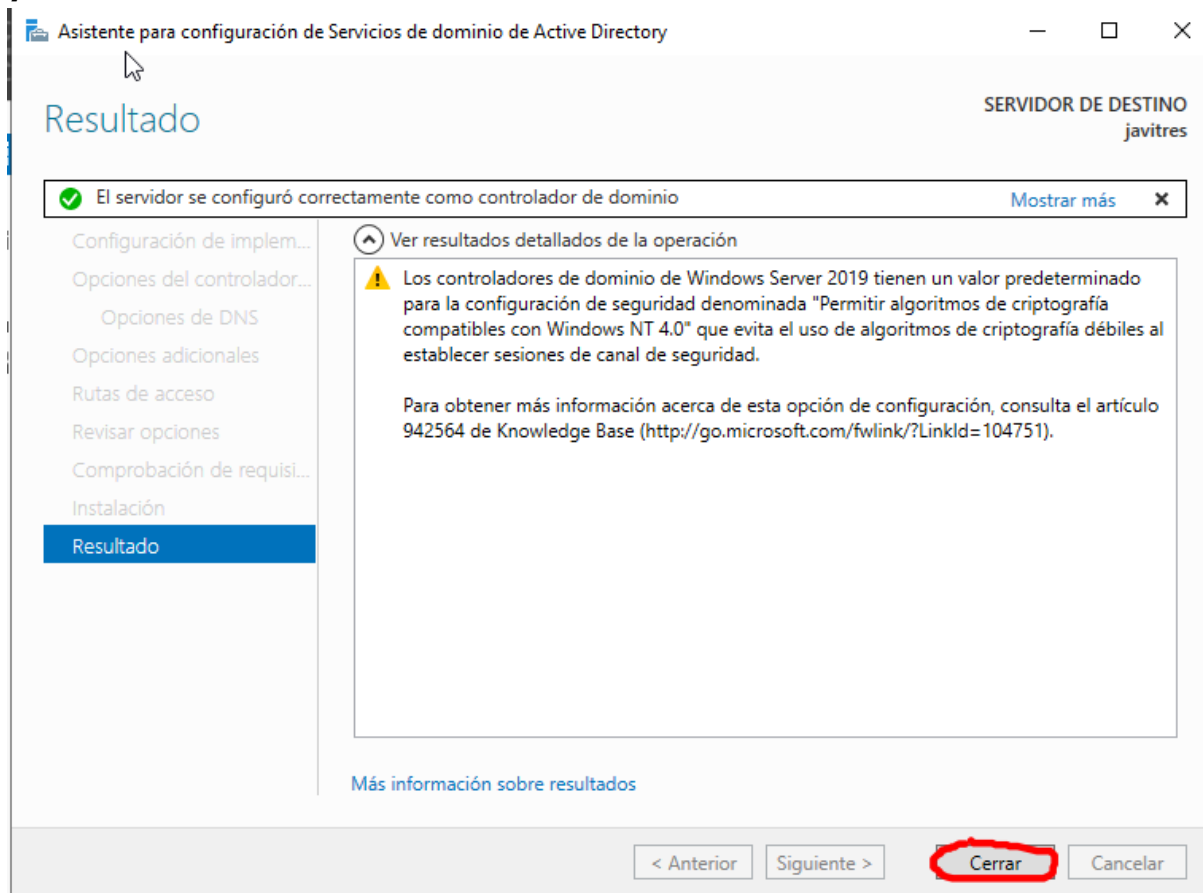 Asistente para configuración de Servicios de dominio de Active Directory
Resultado
SERVIDOR DE DESTINO
javitres
El servidor se configuró correctamente como controlador de dominio
Mostrar más
Configuración de implem...
Opciones del controlador...
Opciones de DNS
Opciones adicionales
Rutas de acceso
Revisar opciones
Comprobación de requisi...
Instalación
Resultado
Ver resultados detallados de la operación
Los controladores de dominio de Windows Server 2019 tienen un valor predeterminado
para la configuración de seguridad denominada "Permitir algoritmos de criptografía
compatibles con Windows NT 4.0" que evita el uso de algoritmos de criptografía débiles al
establecer sesiones de canal de seguridad.
Para obtener más información acerca de esta opción de configuración, consulta el artículo
942564 de Knowledge Base (http://go.microsoft.com/fwlink/?LinkId=104751).
Más información sobre resultados
< Anterior
Siguiente >
Cerrar
Cancelar